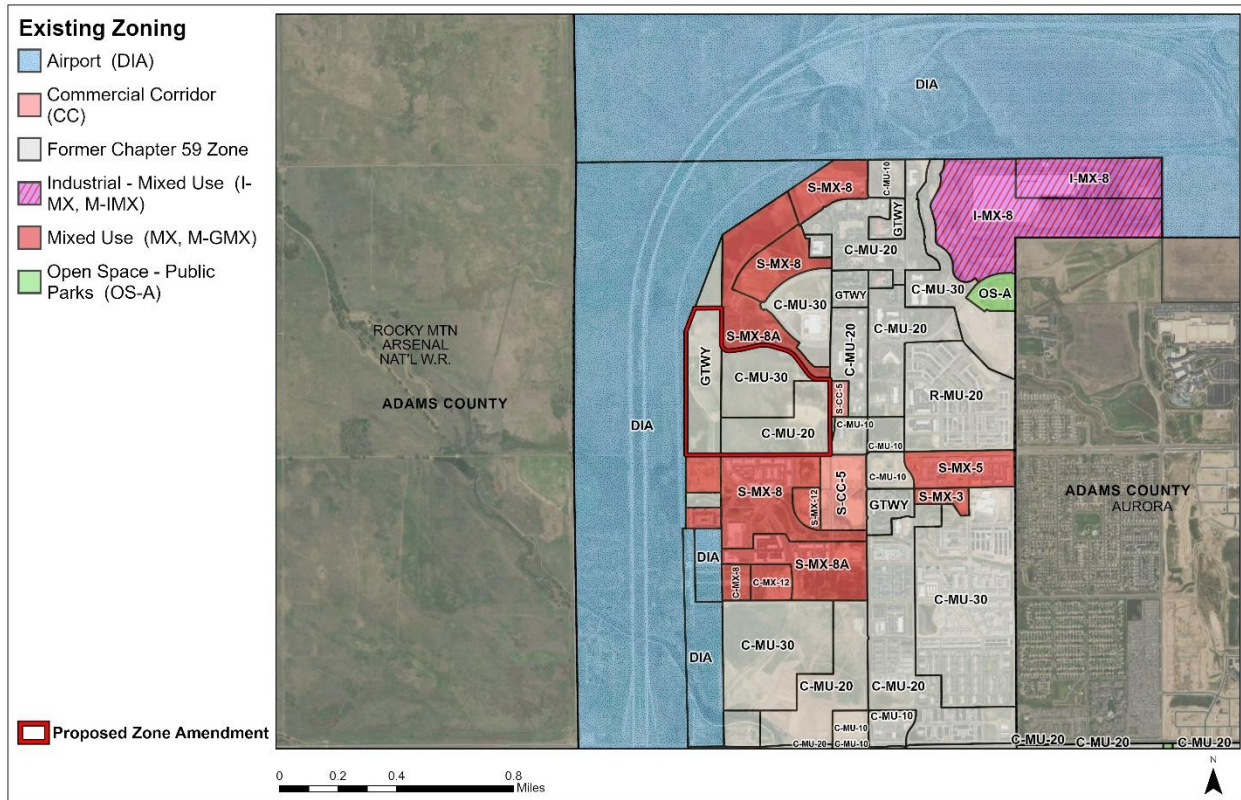 Existing Zoning
Airport (DIA)
Commercial Corridor
(CC)
Former Chapter 59 Zone
Industrial - Mixed Use (I-
MX, M-IMX)
Mixed Use (MX, M-GMX)
Open Space - Public
Parks (OS-A)
Proposed Zone Amendment
DIA
S-MX-8
C-MU-10
I-MX-8
I-MX-8
GTWY
C-MU-20
S-MX-8
C-MU-30
OS-A
C-MU-30
GTWY
C-MU-20
ROCKY MTN
ARSENAL
NAT'L W.R.
S-MX-8A
C-MU-20
GTWY
C-MU-30
ADAMS COUNTY
S-CC-5
R-MU-20
DIA
C-MU-20
C-MU-10
C-MU-10
S-MX-8
S-MX-12
S-CC-5
C-MU-10
S-MX-5
S-MX-3
GTWY
ADAMS COUNTY
AURORA
DIA
S-MX-8A
C-MX-8
C-MX-12
C-MU-30
C-MU-30
DIA
C-MU-20
C-MU-20
C-MU-10
C-MU-10
C-MU-20
C-MU-10
C-MU-20
C-MU-20
C-MU-20
0 0.2 0.4 0.8
Miles
N